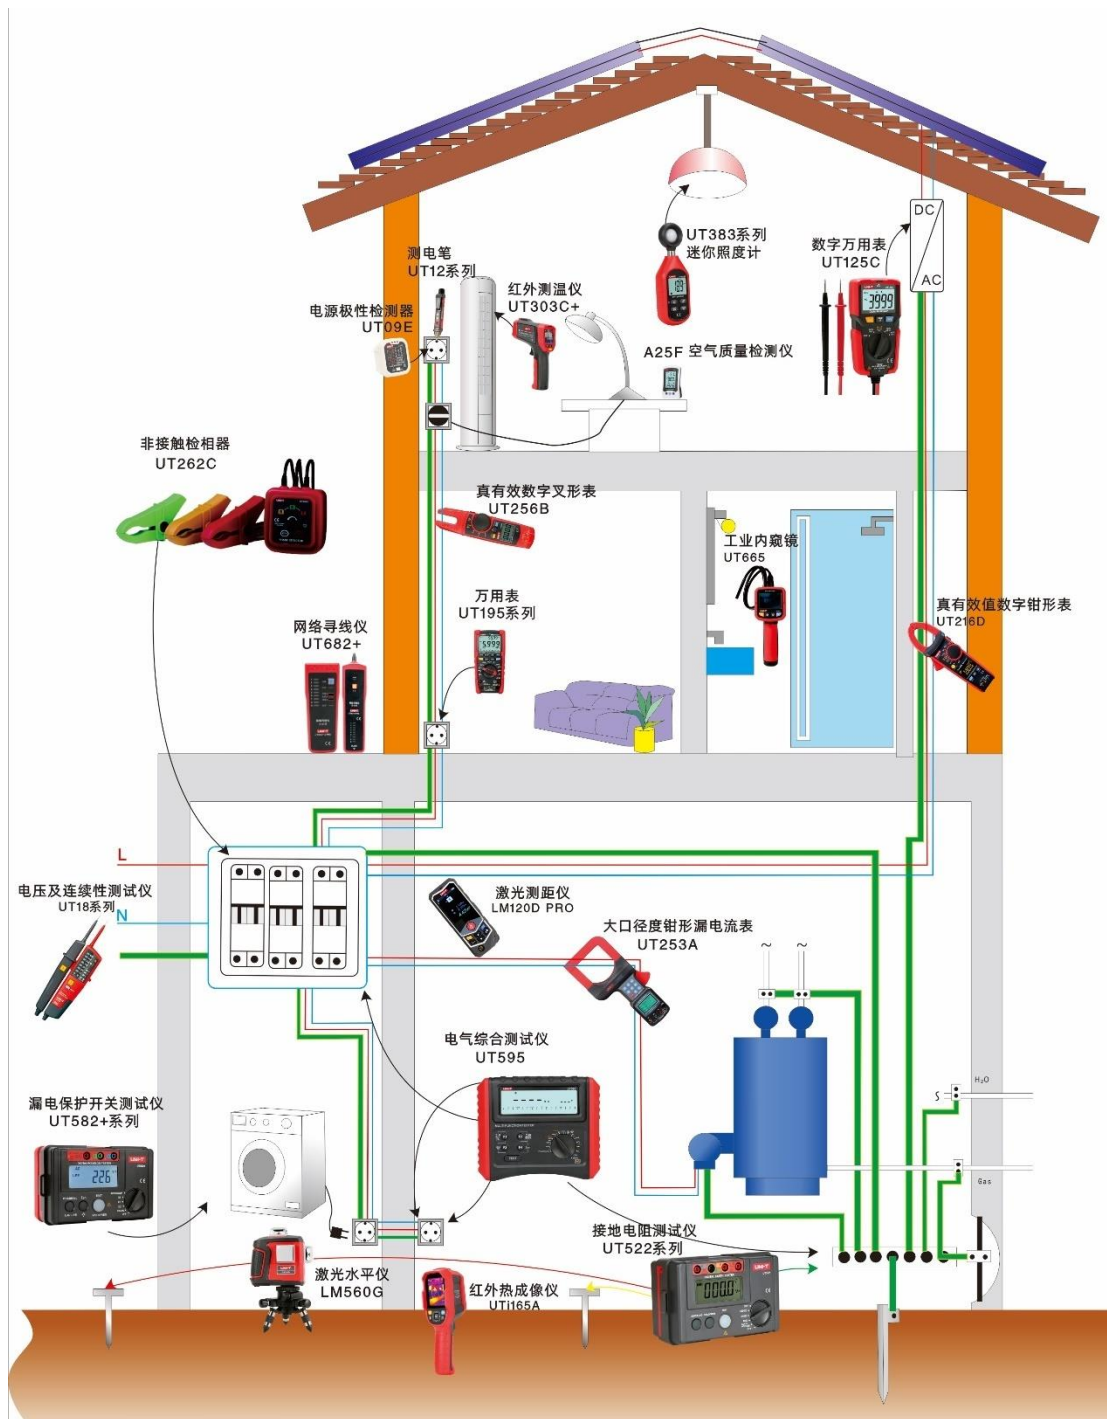 UT383系列
迷你照度计
DC
AC
数字万用表
UT125C
3999
测电笔
UT12系列
红外测温仪
UT303C+
电源极性检测器
UT09E
A25F 空气质量检测仪
非接触检相器
UT262C
真有效数字叉形表
UT256B
工业内窥镜
UT665
万用表
UT195系列
5999
真有效值数字钳形表
UT216D
网络寻线仪
UT682+
L
电压及连续性测试仪
UT18系列
N
激光测距仪
LM120D PRO
大口径度钳形漏电流表
UT253A
~ ~
电气综合测试仪
UT595
H₂O
S
漏电保护开关测试仪
UT582+系列
226
Gas
接地电阻测试仪
UT522系列
激光水平仪
LM560G
红外热成像仪
UTi165A
000.0